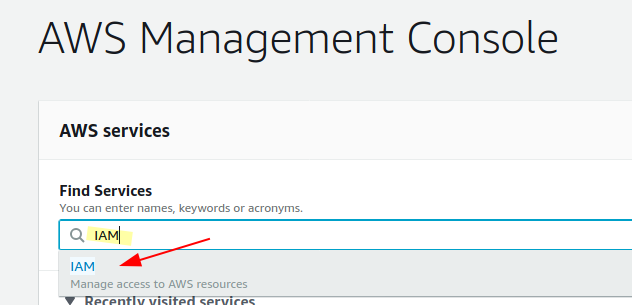 AWS Management Console
AWS services
Find Services
You can enter names, keywords or acronyms.
IAM
IAM
Manage access to AWS resources
Recently visited services